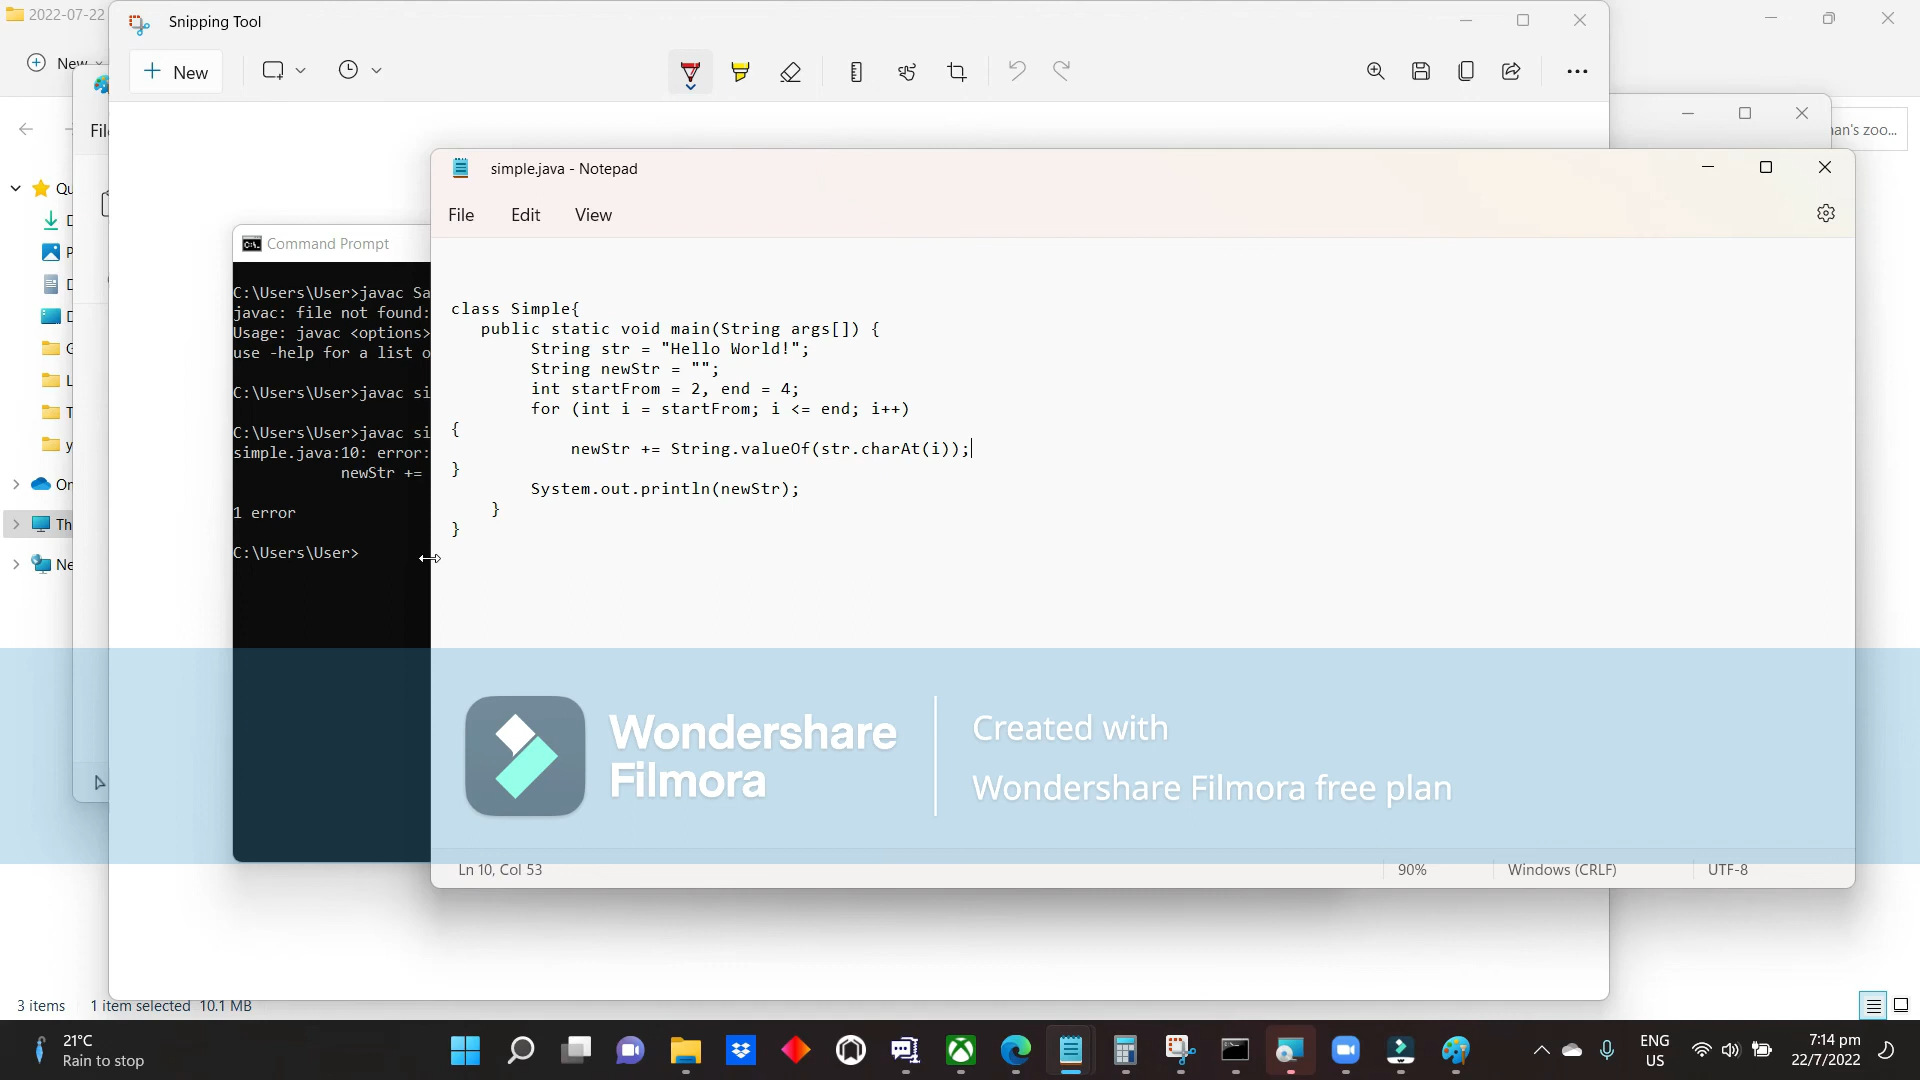 2022-07-22
Snipping Tool
New
New
File
simple.java - Notepad
File Edit View
Command Prompt
C:\Users\User>javac Sa
javac: file not found:
Usage: javac <options>
use -help for a list o
C:\Users\User>javac si
C:\Users\User>javac si
simple.java:10: error:
newStr +=
1 error
C:\Users\User>
class Simple{
public static void main(String args[]) {
String str = "Hello World!";
String newStr = "";
int startFrom = 2, end = 4;
for (int i = startFrom; i <= end; i++)
{
newStr += String.valueOf(str.charAt(i));
}
System.out.println(newStr);
}
}
Wondershare
Filmora
Created with
Wondershare Filmora free plan
Ln 10, Col 53 90% Windows (CRLF) UTF-8
3 items 1 item selected 10.1 MB
21°C
Rain to stop
ENG
US
7:14 pm
22/7/2022